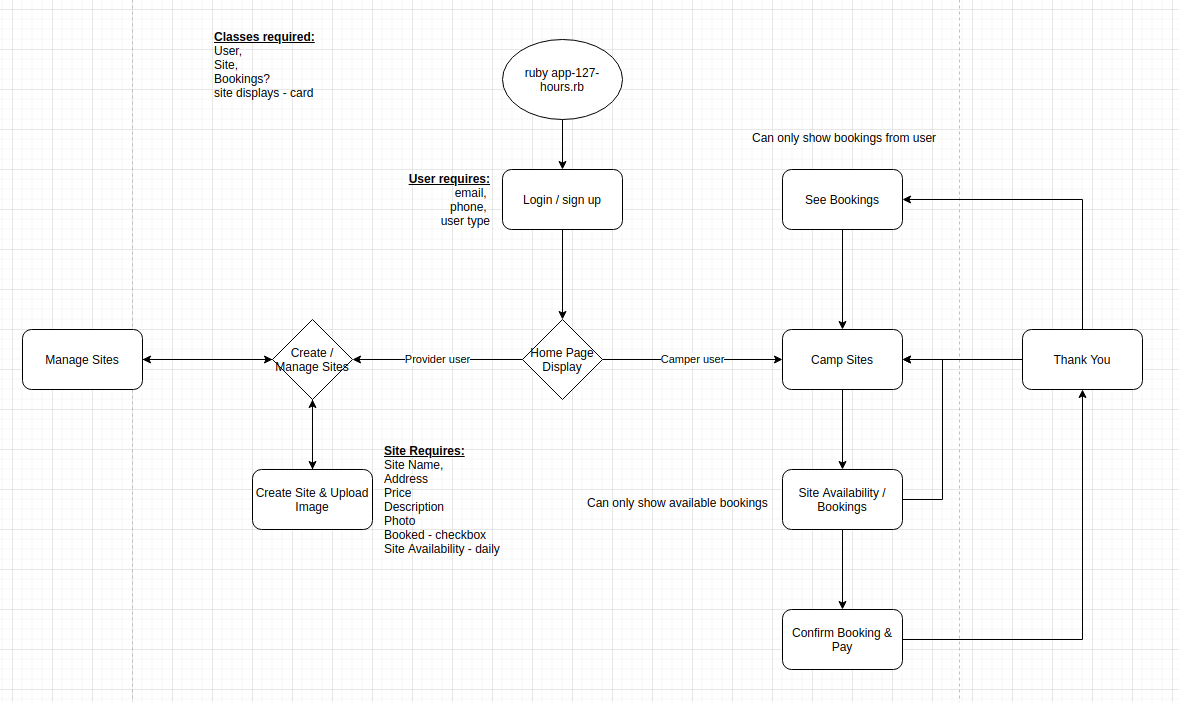 Classes required:
User,
Site,
Bookings?
site displays - card
ruby app-127-
hours.rb
Can only show bookings from user
User requires:
email,
phone,
user type
Login / sign up
See Bookings
Manage Sites
Create /
Manage Sites
Provider user
Home Page
Display
Camper user
Camp Sites
Thank You
Create Site & Upload
Image
Site Requires:
Site Name,
Address
Price
Description
Photo
Booked - checkbox
Site Availability - daily
Can only show available bookings
Site Availability /
Bookings
Confirm Booking &
Pay